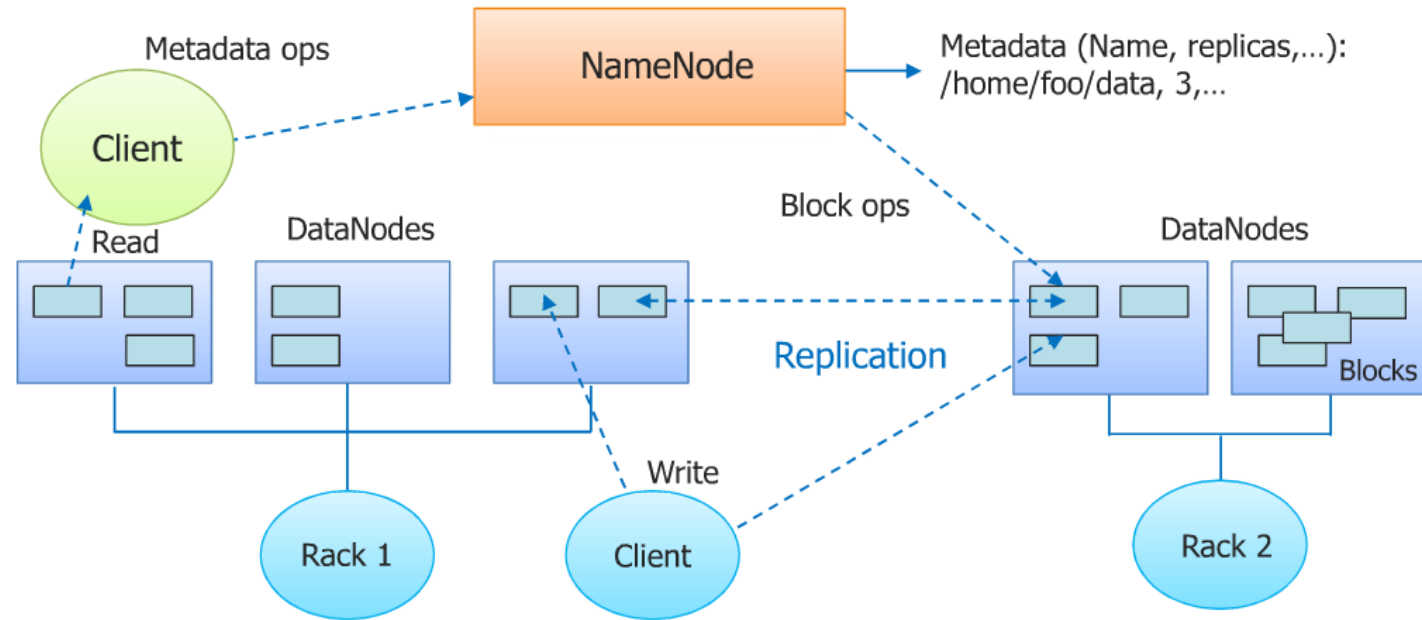 Metadata ops
NameNode
Metadata (Name, replicas,...):
/home/foo/data, 3,...
Client
Block ops
Read
DataNodes
DataNodes
Replication
Blocks
Write
Rack 1
Client
Rack 2